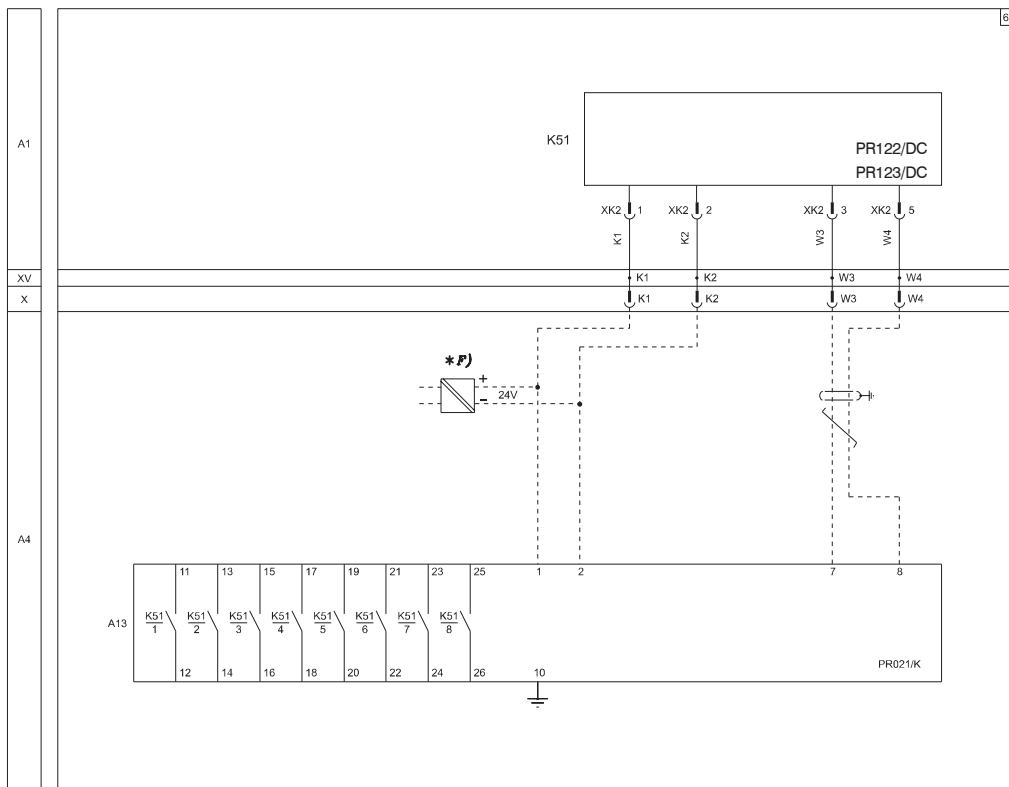 6
A1
K51
PR122/DC
PR123/DC
XK2 1 XK2 2 XK2 3 XK2 5
K1 K2 W3 W4
XV K1 K2 W3 W4
X K1 K2 W3 W4
*F)
+
24V
−
A4
11 13 15 17 19 21 23 25 1 2 7 8
A13
K51 K51 K51 K51 K51 K51 K51 K51
1 2 3 4 5 6 7 8
PR021/K
12 14 16 18 20 22 24 26 10